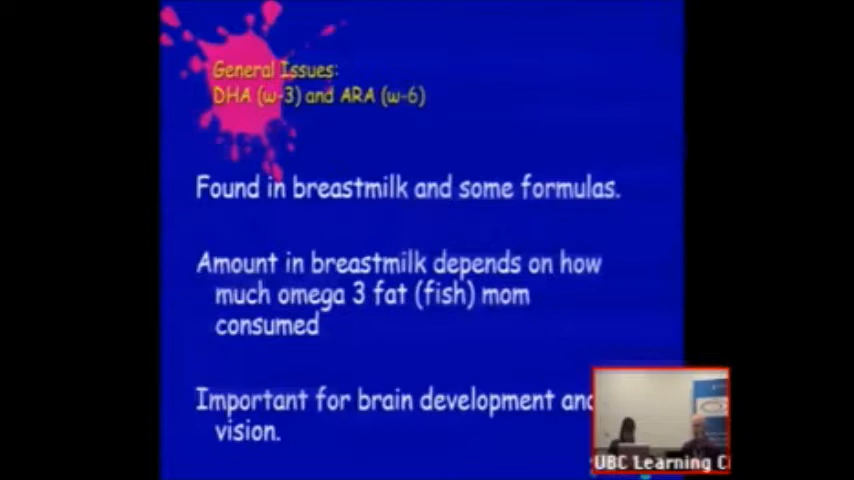 General Issues:
DHA (ω-3) and ARA (ω-6)
Found in breastmilk and some formulas.
Amount in breastmilk depends on how
much omega 3 fat (fish) mom
consumed
Important for brain development and
vision.
UBC Learning C